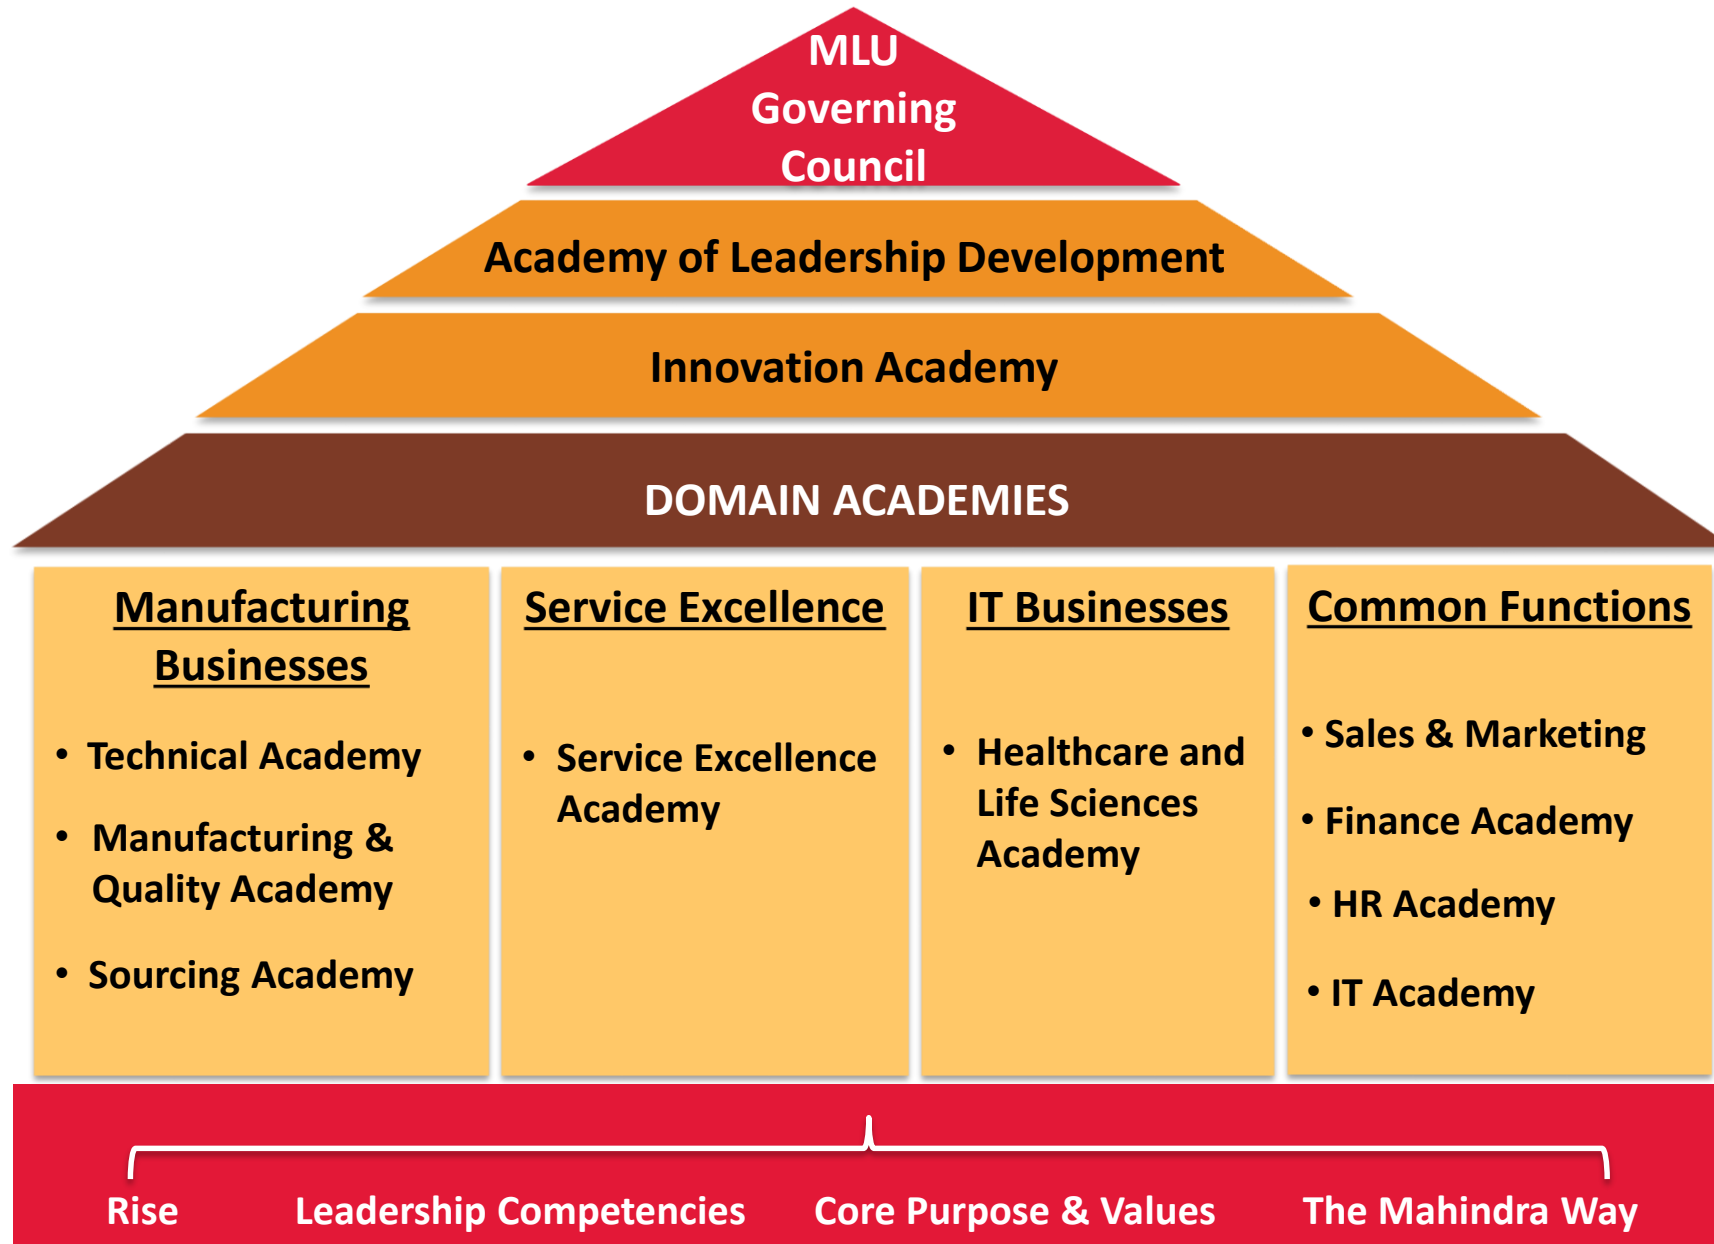 MLU
Governing
Council
Academy of Leadership Development
Innovation Academy
DOMAIN ACADEMIES
Manufacturing
Businesses
• Technical Academy
• Manufacturing &
Quality Academy
• Sourcing Academy
Service Excellence
• Service Excellence
Academy
IT Businesses
• Healthcare and
Life Sciences
Academy
Common Functions
• Sales & Marketing
• Finance Academy
• HR Academy
• IT Academy
Rise Leadership Competencies Core Purpose & Values The Mahindra Way